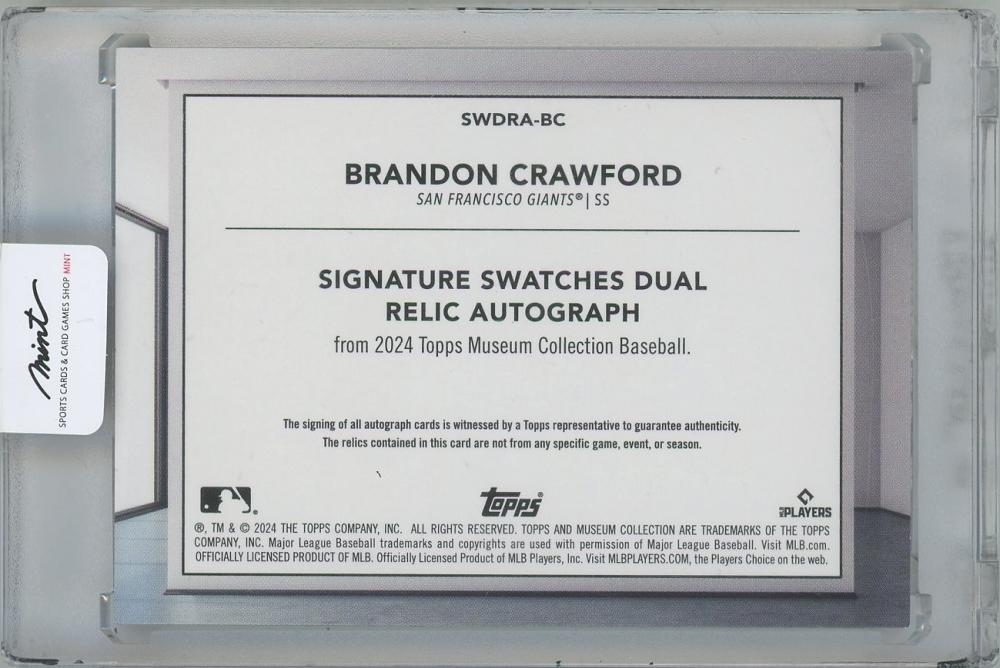 SWDRA-BC
BRANDON CRAWFORD
SAN FRANCISCO GIANTS® | SS
SIGNATURE SWATCHES DUAL
RELIC AUTOGRAPH
from 2024 Topps Museum Collection Baseball.
The signing of all autograph cards is witnessed by a Topps representative to guarantee authenticity.
The relics contained in this card are not from any specific game, event, or season.
topps®
MLB PLAYERS
®, TM & © 2024 THE TOPPS COMPANY, INC. ALL RIGHTS RESERVED. TOPPS AND MUSEUM COLLECTION ARE TRADEMARKS OF THE TOPPS
COMPANY, INC. Major League Baseball trademarks and copyrights are used with permission of Major League Baseball. Visit MLB.com.
OFFICIALLY LICENSED PRODUCT OF MLB. Officially Licensed Product of MLB Players, Inc. Visit MLBPLAYERS.COM, the Players Choice on the web.
mint
SPORTS CARDS & CARD GAMES SHOP MINT